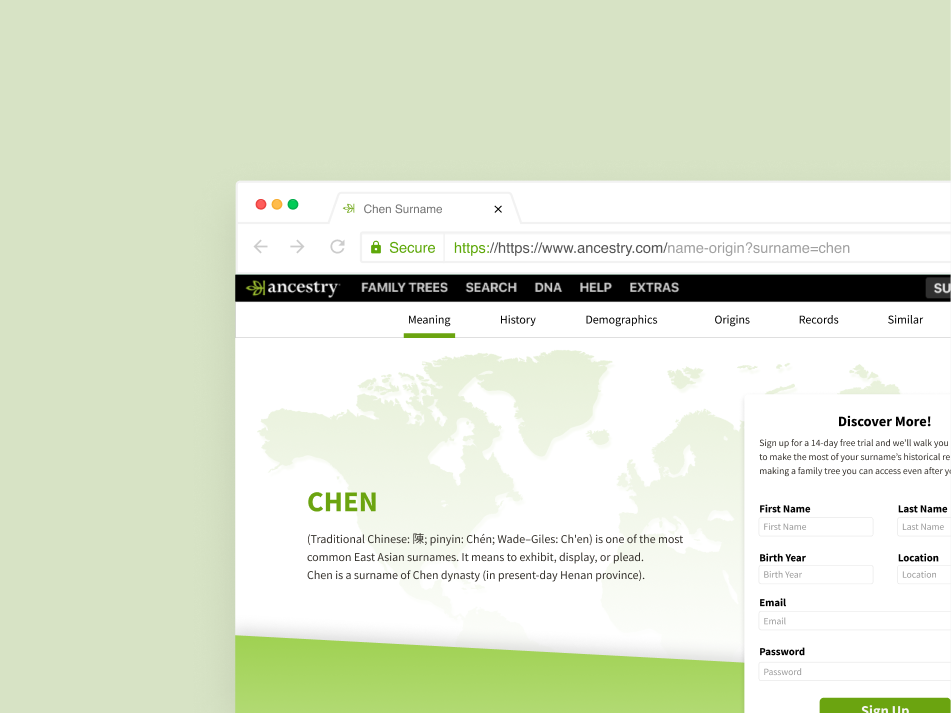 Chen Surname
Secure https://https://www.ancestry.com/name-origin?surname=chen
ancestry FAMILY TREES SEARCH DNA HELP EXTRAS SU
Meaning History Demographics Origins Records Similar
Discover More!
Sign up for a 14-day free trial and we'll walk you
to make the most of your surname's historical re
making a family tree you can access even after yo
CHEN
(Traditional Chinese: 陳; pinyin: Chén; Wade–Giles: Ch'en) is one of the most
common East Asian surnames. It means to exhibit, display, or plead.
Chen is a surname of Chen dynasty (in present-day Henan province).
First Name Last Name
First Name Last Name
Birth Year Location
Birth Year Location
Email
Email
Password
Password
Sign Up